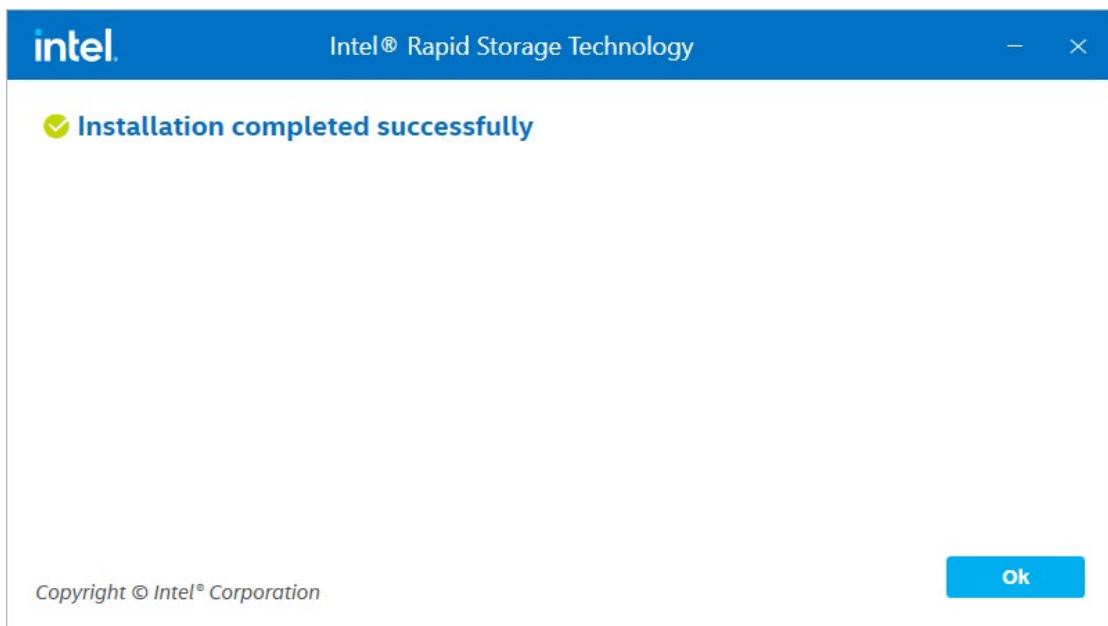 intel.
Intel® Rapid Storage Technology
Installation completed successfully
Copyright © Intel® Corporation
Ok